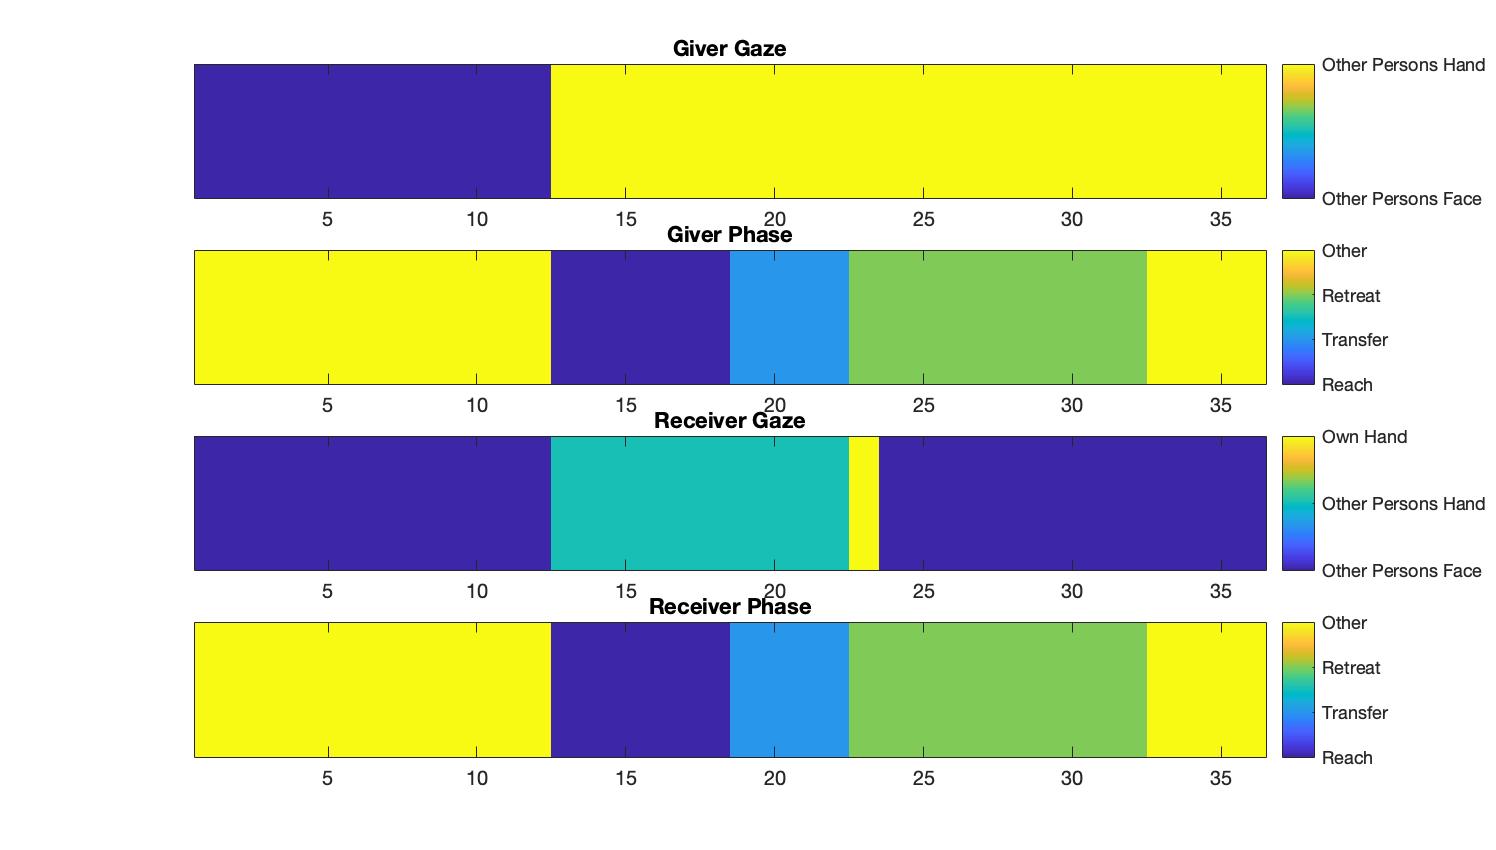 Giver Gaze
Other Persons Hand
Other Persons Face
5 10 15 20 25 30 35
Giver Phase
Other
Retreat
Transfer
Reach
5 10 15 20 25 30 35
Receiver Gaze
Own Hand
Other Persons Hand
Other Persons Face
5 10 15 20 25 30 35
Receiver Phase
Other
Retreat
Transfer
Reach
5 10 15 20 25 30 35